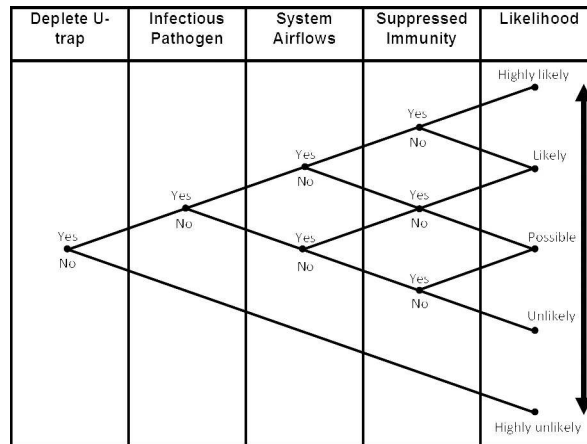 Deplete U-
trap
Infectious
Pathogen
System
Airflows
Suppressed
Immunity
Likelihood
Highly likely
Yes
No
Likely
Yes
No
Yes
No
Yes
No
Possible
Yes
No
Yes
No
Yes
No
Unlikely
Highly unlikely